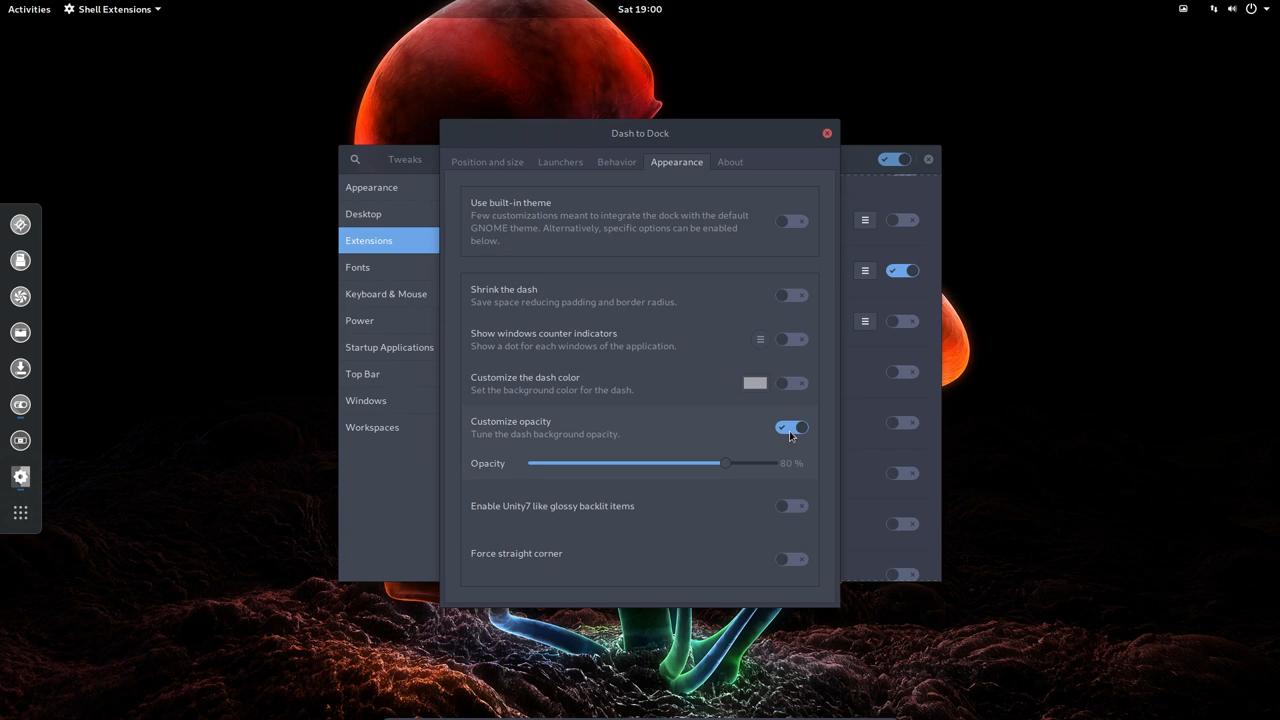 Activities
Shell Extensions
Sat 19:00
Dash to Dock
Tweaks
Position and size
Launchers
Behavior
Appearance
About
Appearance
Desktop
Extensions
Fonts
Keyboard & Mouse
Power
Startup Applications
Top Bar
Windows
Workspaces
Use built-in theme
Few customizations meant to integrate the dock with the default
GNOME theme. Alternatively, specific options can be enabled
below.
Shrink the dash
Save space reducing padding and border radius.
Show windows counter indicators
Show a dot for each windows of the application.
Customize the dash color
Set the background color for the dash.
Customize opacity
Tune the dash background opacity.
Opacity
80 %
Enable Unity7 like glossy backlit items
Force straight corner